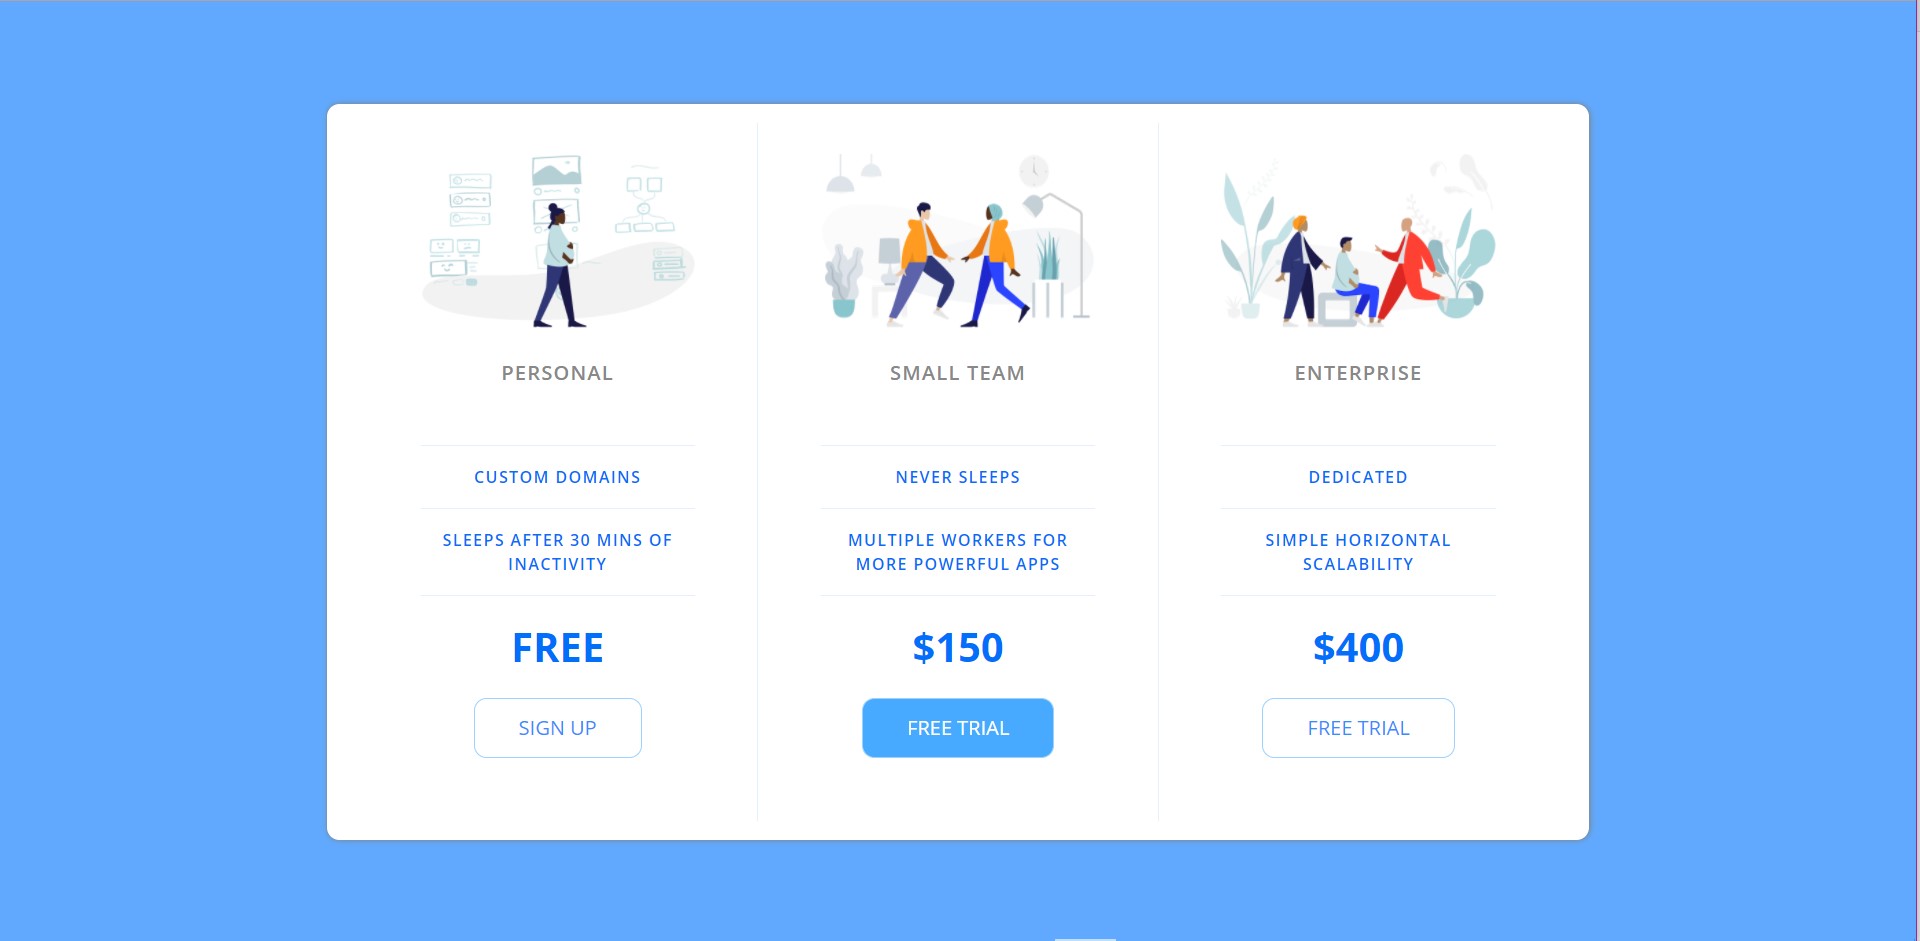 PERSONAL
CUSTOM DOMAINS
SLEEPS AFTER 30 MINS OF
INACTIVITY
FREE
SIGN UP
SMALL TEAM
NEVER SLEEPS
MULTIPLE WORKERS FOR
MORE POWERFUL APPS
$150
FREE TRIAL
ENTERPRISE
DEDICATED
SIMPLE HORIZONTAL
SCALABILITY
$400
FREE TRIAL